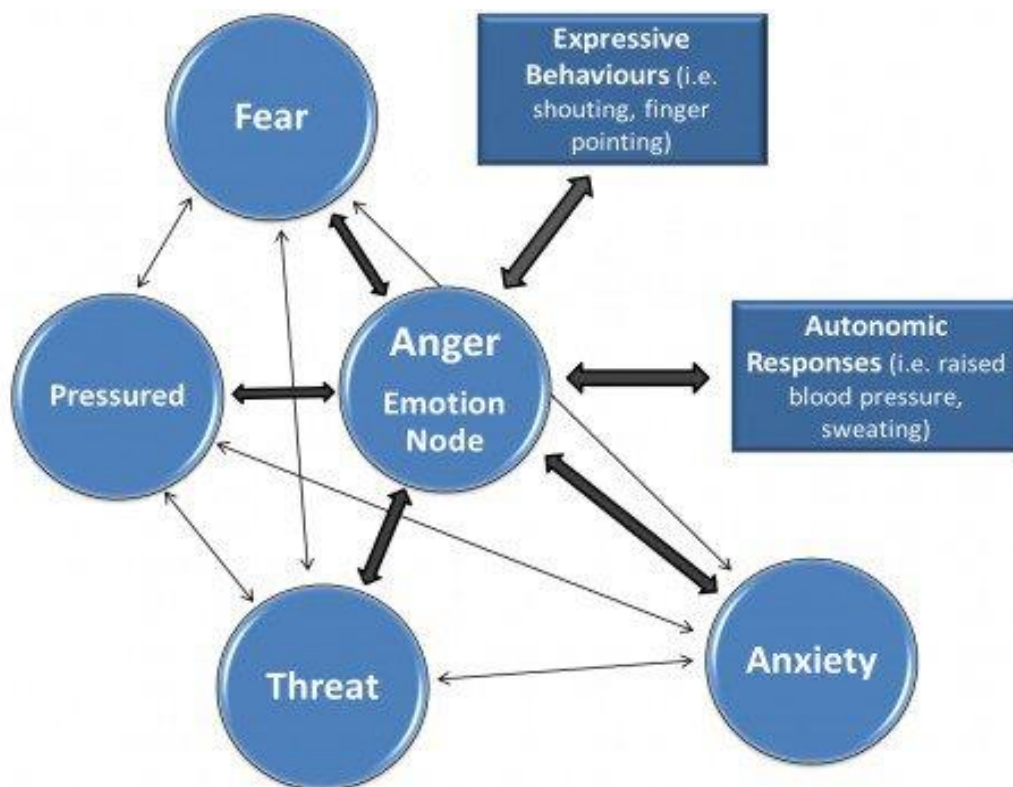 Fear
Expressive
Behaviours (i.e.
shouting, finger
pointing)
Pressured
Anger
Emotion
Node
Autonomic
Responses (i.e. raised
blood pressure,
sweating)
Threat
Anxiety